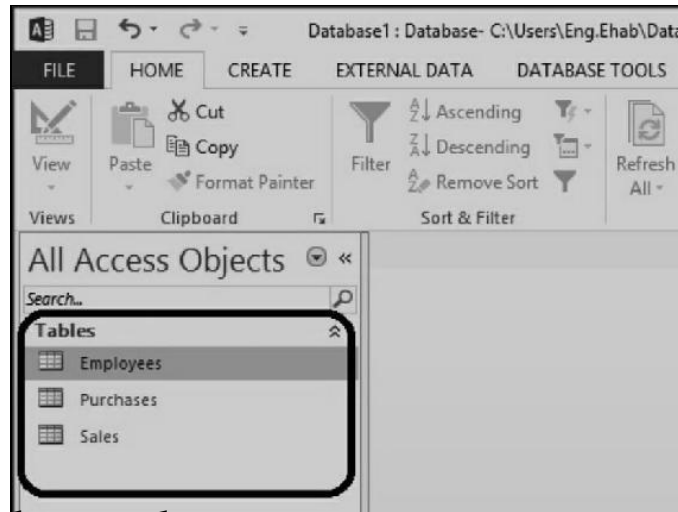 Database1 : Database- C:\Users\Eng.Ehab\Data
FILE HOME CREATE EXTERNAL DATA DATABASE TOOLS
View
Paste
Cut
Copy
Format Painter
Filter
Ascending
Descending
Remove Sort
Refresh
All
Views Clipboard Sort & Filter
All Access Objects
Search...
Tables
Employees
Purchases
Sales